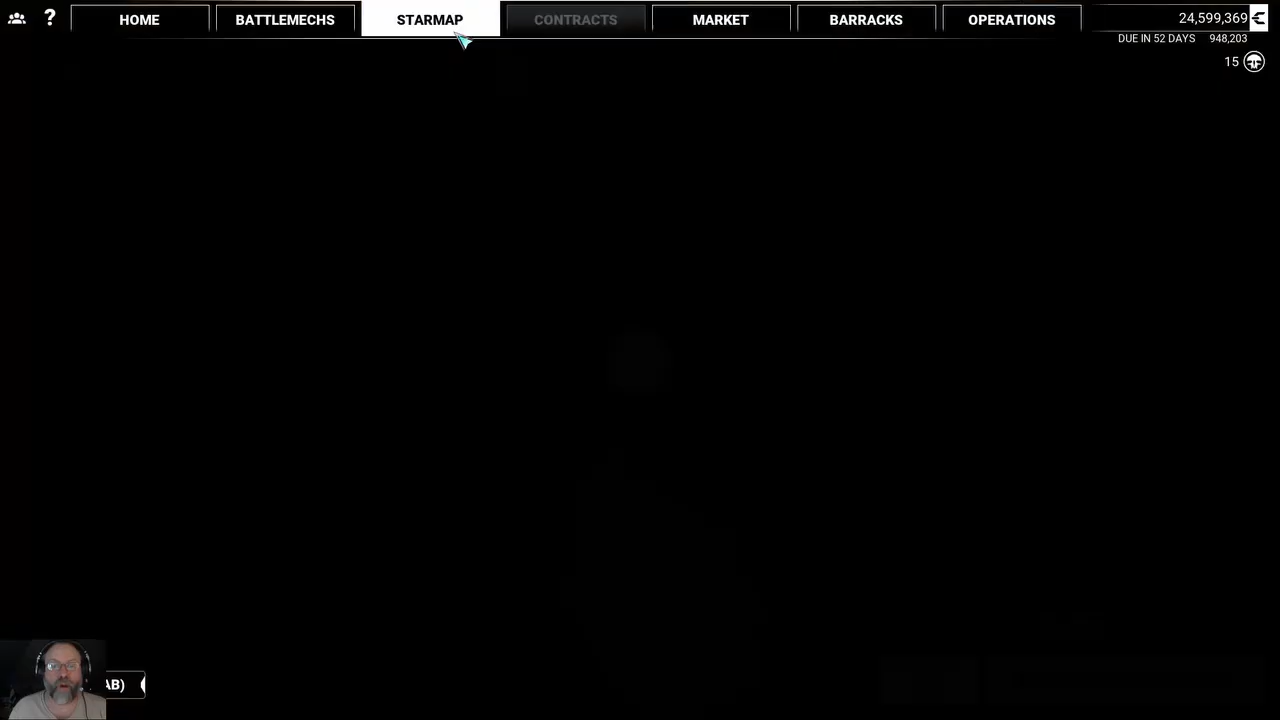 ?
HOME
BATTLEMECHS
STARMAP
CONTRACTS
MARKET
BARRACKS
OPERATIONS
24,599,369
DUE IN 52 DAYS 948,203
15
AB)